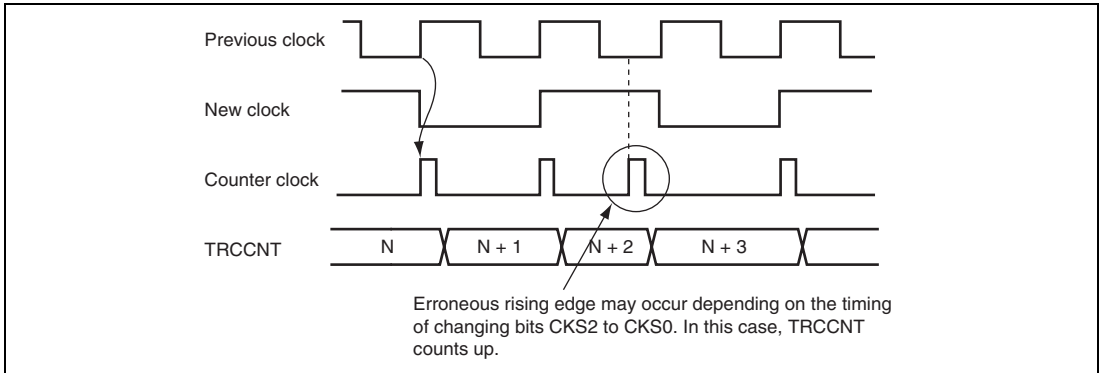 Previous clock
New clock
Counter clock
TRCCNT
N
N + 1
N + 2
N + 3
Erroneous rising edge may occur depending on the timing
of changing bits CKS2 to CKS0. In this case, TRCCNT
counts up.